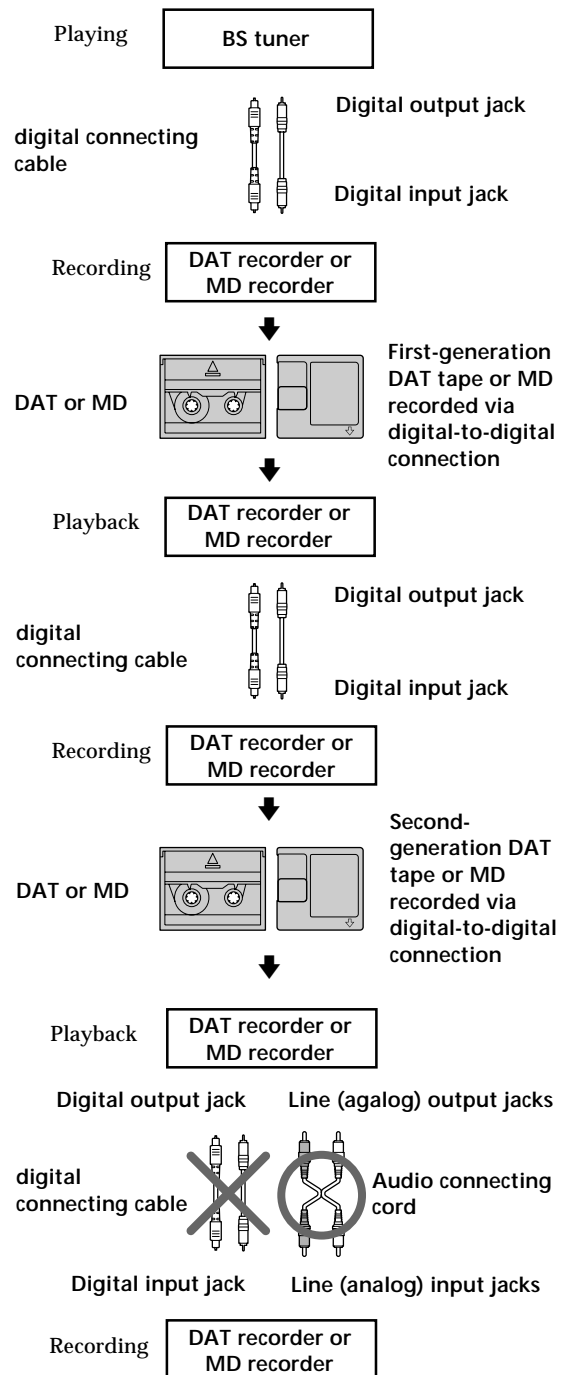 Playing
BS tuner
digital connecting
cable
Digital output jack
Digital input jack
Recording
DAT recorder or
MD recorder
DAT or MD
First-generation
DAT tape or MD
recorded via
digital-to-digital
connection
Playback
DAT recorder or
MD recorder
digital
connecting cable
Digital output jack
Digital input jack
Recording
DAT recorder or
MD recorder
DAT or MD
Second-
generation DAT
tape or MD
recorded via
digital-to-digital
connection
Playback
DAT recorder or
MD recorder
Digital output jack
Line (agalog) output jacks
digital
connecting cable
Audio connecting
cord
Digital input jack
Line (analog) input jacks
Recording
DAT recorder or
MD recorder